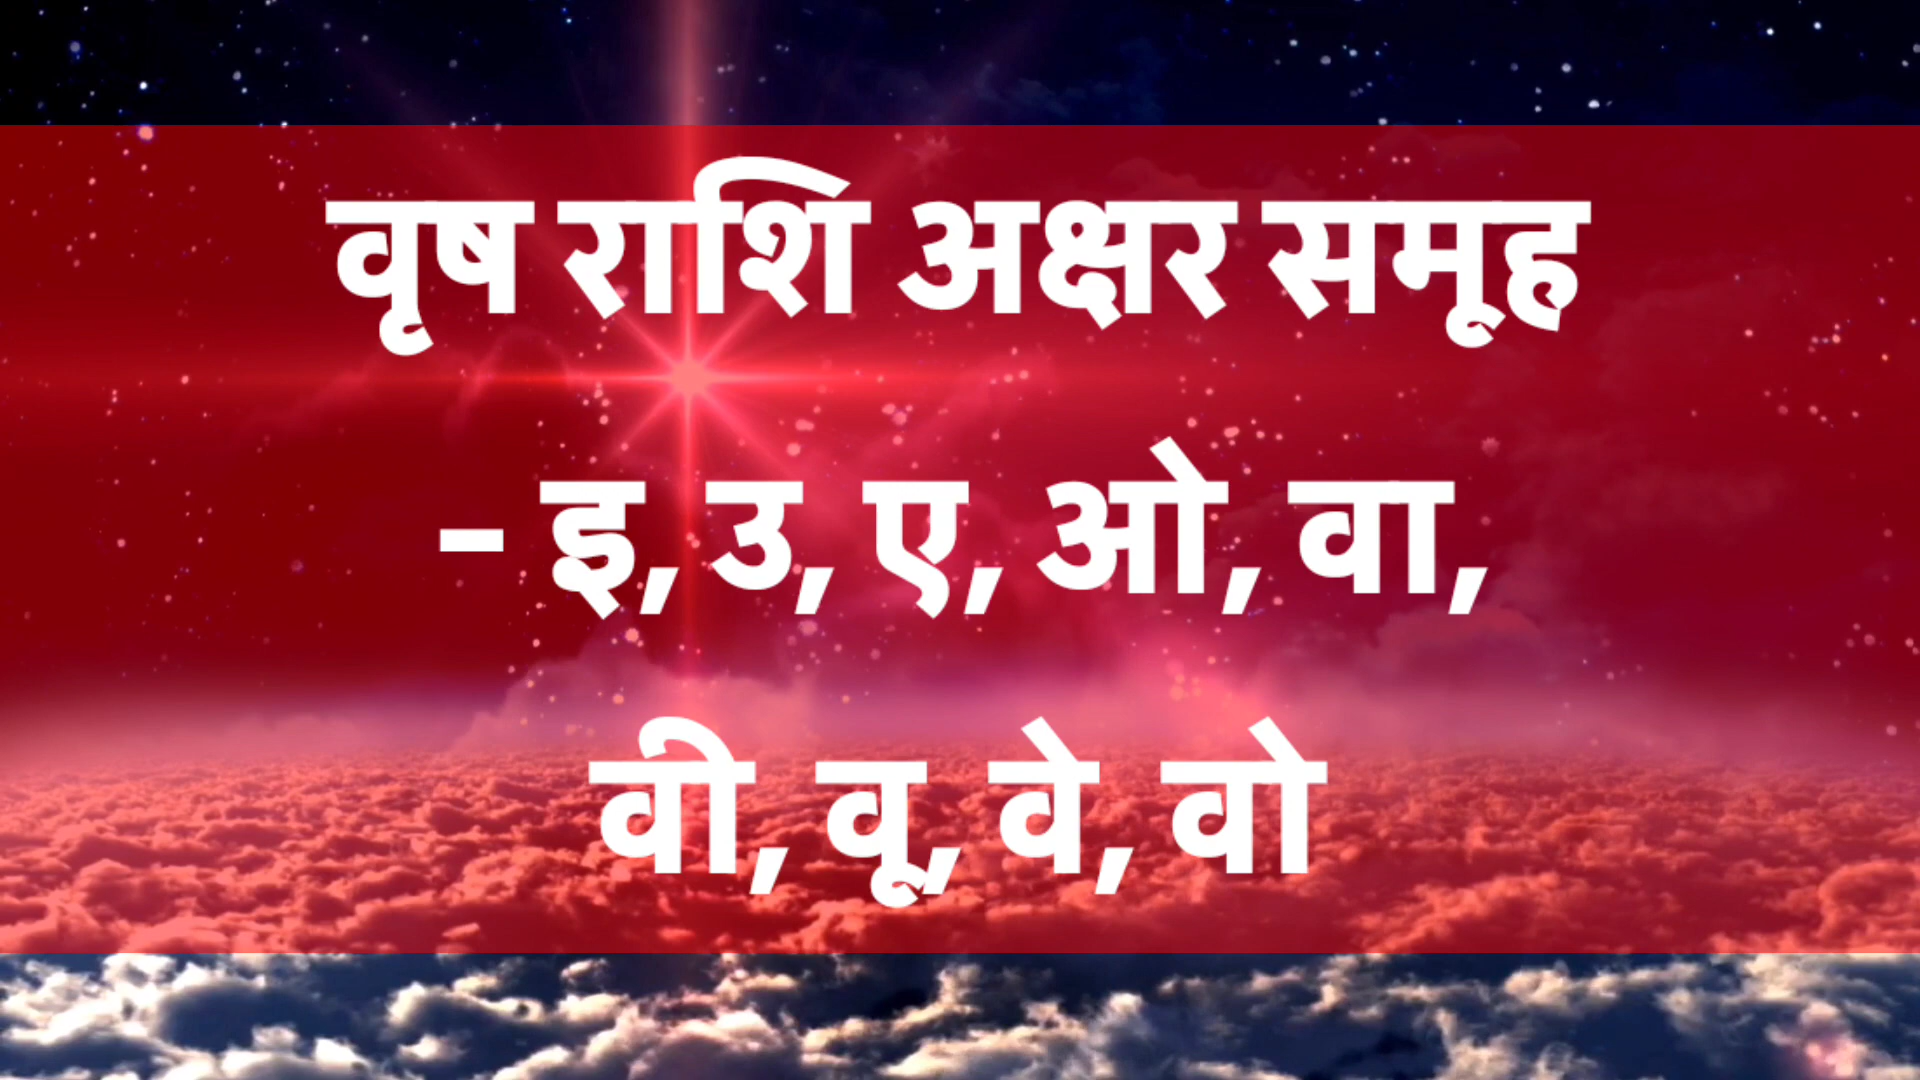 वृष राशि अक्षर समूह
- इ, उ, ए, ओ, वा,
वी, वू, वे, वो